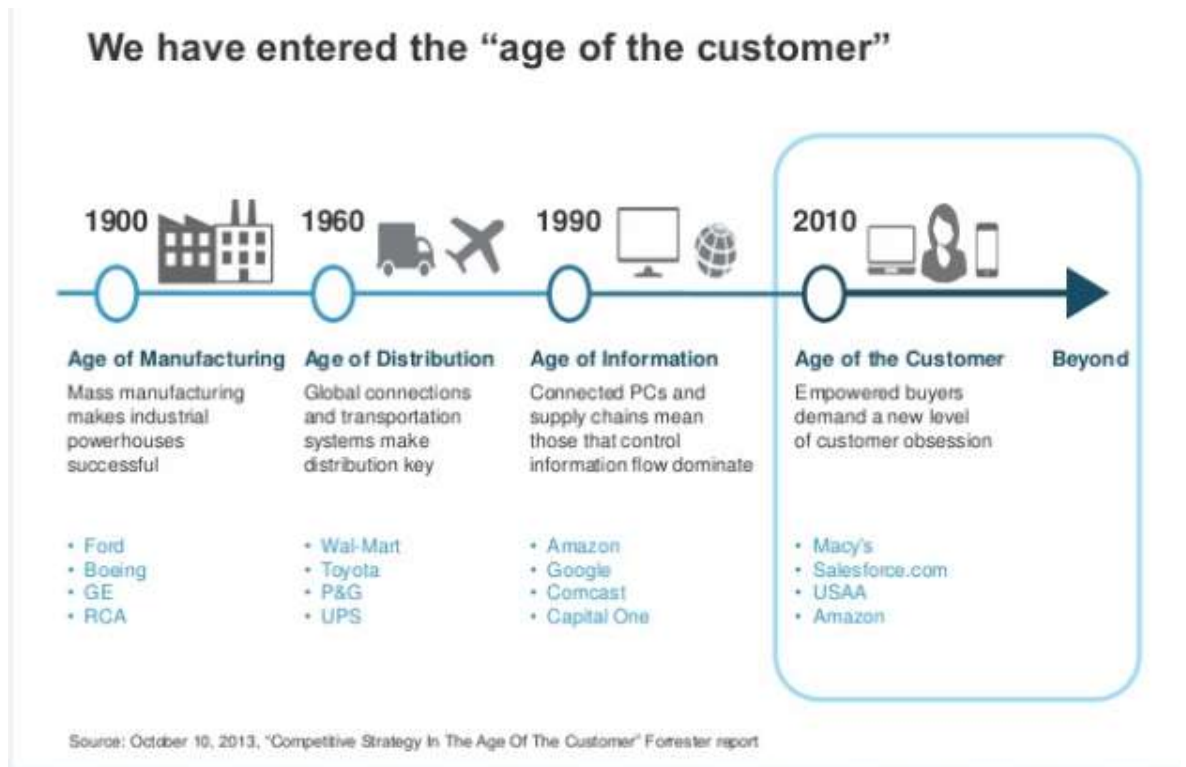 We have entered the “age of the customer”
1900
1960
1990
2010
Age of Manufacturing
Mass manufacturing
makes industrial
powerhouses
successful
• Ford
• Boeing
• GE
• RCA
Age of Distribution
Global connections
and transportation
systems make
distribution key
• Wal-Mart
• Toyota
• P&G
• UPS
Age of Information
Connected PCs and
supply chains mean
those that control
information flow dominate
• Amazon
• Google
• Comcast
• Capital One
Age of the Customer
Empowered buyers
demand a new level
of customer obsession
• Macy's
• Salesforce.com
• USAA
• Amazon
Beyond
Source: October 10, 2013, “Competitive Strategy In The Age Of The Customer” Forrester report